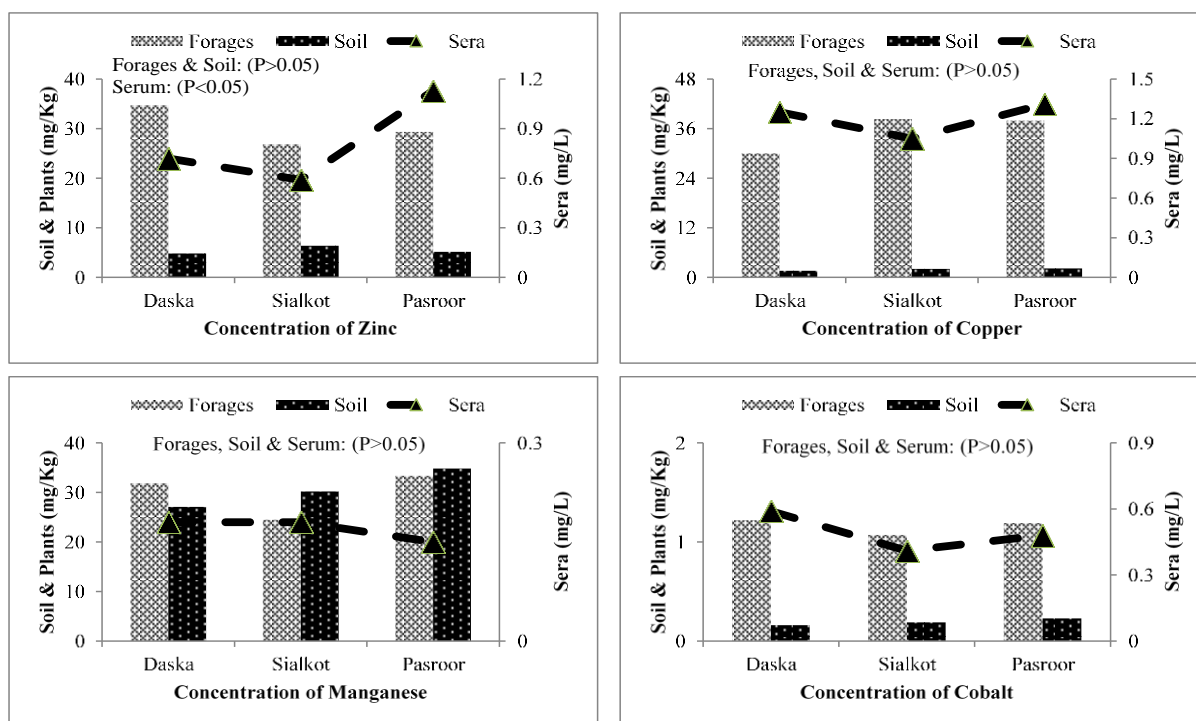 Forages Soil Sera
Forages & Soil: (P>0.05)
Serum: (P<0.05)
40
30
20
10
0
Soil & Plants (mg/Kg)
1.2
0.9
0.6
0.3
0
Sera (mg/L)
Daska Sialkot Pasroor
Concentration of Zinc
Forages Soil Sera
Forages, Soil & Serum: (P>0.05)
48
36
24
12
0
Soil & Plants (mg/Kg)
1.5
1.2
0.9
0.6
0.3
0
Sera (mg/L)
Daska Sialkot Pasroor
Concentration of Copper
Forages Soil Sera
Forages, Soil & Serum: (P>0.05)
40
30
20
10
0
Soil & Plants (mg/Kg)
0.3
0
Sera (mg/L)
Daska Sialkot Pasroor
Concentration of Manganese
Forages Soil Sera
Forages, Soil & Serum: (P>0.05)
2
1
0
Soil & Plants (mg/Kg)
0.9
0.6
0.3
0
Sera (mg/L)
Daska Sialkot Pasroor
Concentration of Cobalt